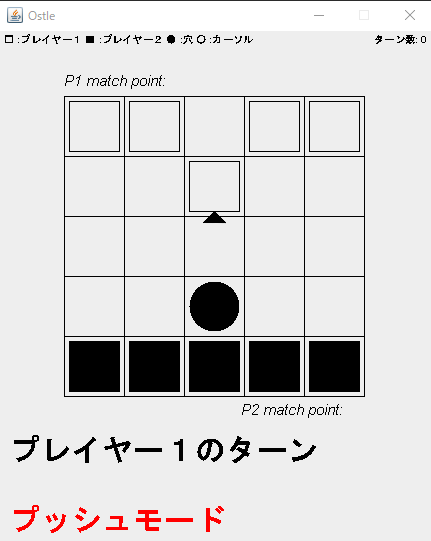 Ostle
□ :プレイヤー１ ■ :プレイヤー２ ● :穴 ○ :カーソル
ターン数: 0
P1 match point:
P2 match point:
プレイヤー１のターン
プッシュモード